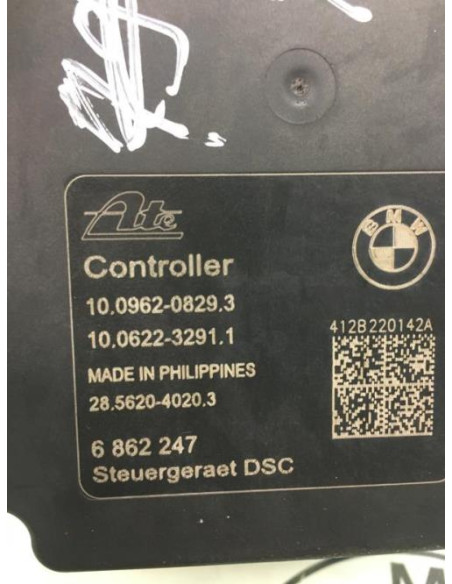 Ate
BMW
Controller
10.0962-0829.3
10.0622-3291.1
412B220142A
MADE IN PHILIPPINES
28.5620-4020.3
6 862 247
Steuergeraet DSC